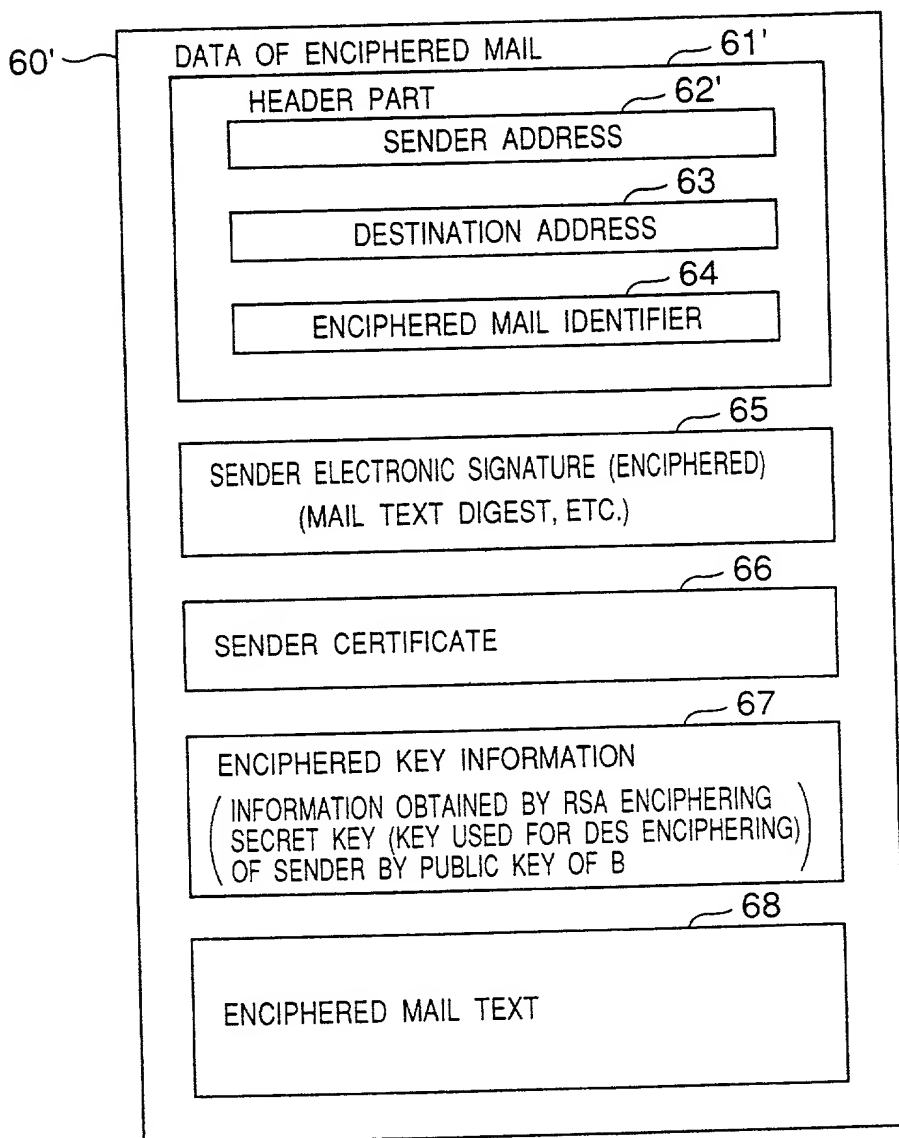 60'
DATA OF ENCIPHERED MAIL
61'
HEADER PART
62'
SENDER ADDRESS
63
DESTINATION ADDRESS
64
ENCIPHERED MAIL IDENTIFIER
65
SENDER ELECTRONIC SIGNATURE (ENCIPHERED)
(MAIL TEXT DIGEST, ETC.)
66
SENDER CERTIFICATE
67
ENCIPHERED KEY INFORMATION
(INFORMATION OBTAINED BY RSA ENCIPHERING
SECRET KEY (KEY USED FOR DES ENCIPHERING)
OF SENDER BY PUBLIC KEY OF B)
68
ENCIPHERED MAIL TEXT